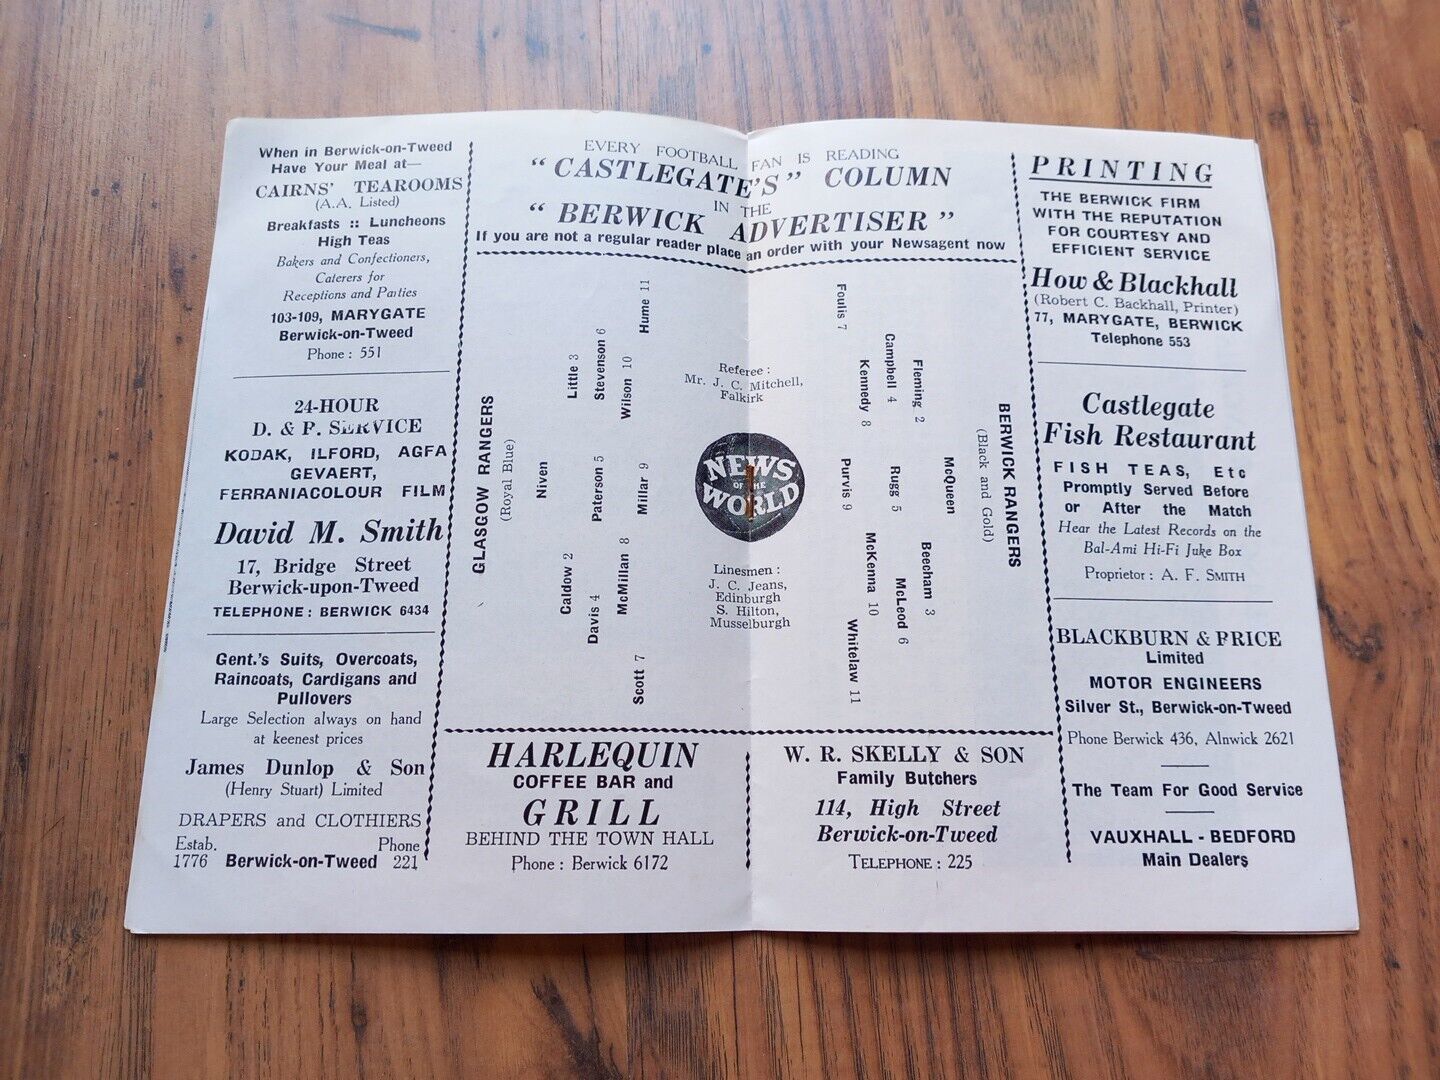 When in Berwick-on-Tweed
Have Your Meal at—
CAIRNS' TEAROOMS
(A.A. Listed)
Breakfasts :: Luncheons
High Teas
Bakers and Confectioners,
Caterers for
Receptions and Parties
103-109, MARYGATE
Berwick-on-Tweed
Phone : 551
24-HOUR
D. & P. SERVICE
KODAK, ILFORD, AGFA
GEVAERT,
FERRANIACOLOUR FILM
David M. Smith
17, Bridge Street
Berwick-upon-Tweed
TELEPHONE : BERWICK 6434
Gent.'s Suits, Overcoats,
Raincoats, Cardigans and
Pullovers
Large Selection always on hand
at keenest prices
James Dunlop & Son
(Henry Stuart) Limited
DRAPERS and CLOTHIERS
Estab. Phone
1776 Berwick-on-Tweed 221
EVERY FOOTBALL FAN IS READING
" CASTLEGATE'S " COLUMN
IN THE
" BERWICK ADVERTISER "
If you are not a regular reader place an order with your Newsagent now
GLASGOW RANGERS
(Royal Blue)
Niven
Little 3
Caldow 2
Stevenson 6
Paterson 5
Davis 4
Wilson 10
McMillan 8
Hume 11
Millar 9
Scott 7
Referee :
Mr. J. C. Mitchell,
Falkirk
NEWS
OF THE
WORLD
Linesmen :
J. C. Jeans,
Edinburgh
S. Hilton,
Musselburgh
Foulis 7
Purvis 9
Whitelaw 11
Kennedy 8
McKenna 10
Campbell 4
Rugg 5
McLeod 6
Fleming 2
Beecham 3
McQueen
(Black and Gold)
BERWICK RANGERS
HARLEQUIN
COFFEE BAR and
GRILL
BEHIND THE TOWN HALL
Phone : Berwick 6172
W. R. SKELLY & SON
Family Butchers
114, High Street
Berwick-on-Tweed
TELEPHONE : 225
PRINTING
THE BERWICK FIRM
WITH THE REPUTATION
FOR COURTESY AND
EFFICIENT SERVICE
How & Blackhall
(Robert C. Backhall, Printer)
77, MARYGATE, BERWICK
Telephone 553
Castlegate
Fish Restaurant
FISH TEAS, Etc
Promptly Served Before
or After the Match
Hear the Latest Records on the
Bal-Ami Hi-Fi Juke Box
Proprietor : A. F. SMITH
BLACKBURN & PRICE
Limited
MOTOR ENGINEERS
Silver St., Berwick-on-Tweed
Phone Berwick 436, Alnwick 2621
The Team For Good Service
VAUXHALL - BEDFORD
Main Dealers